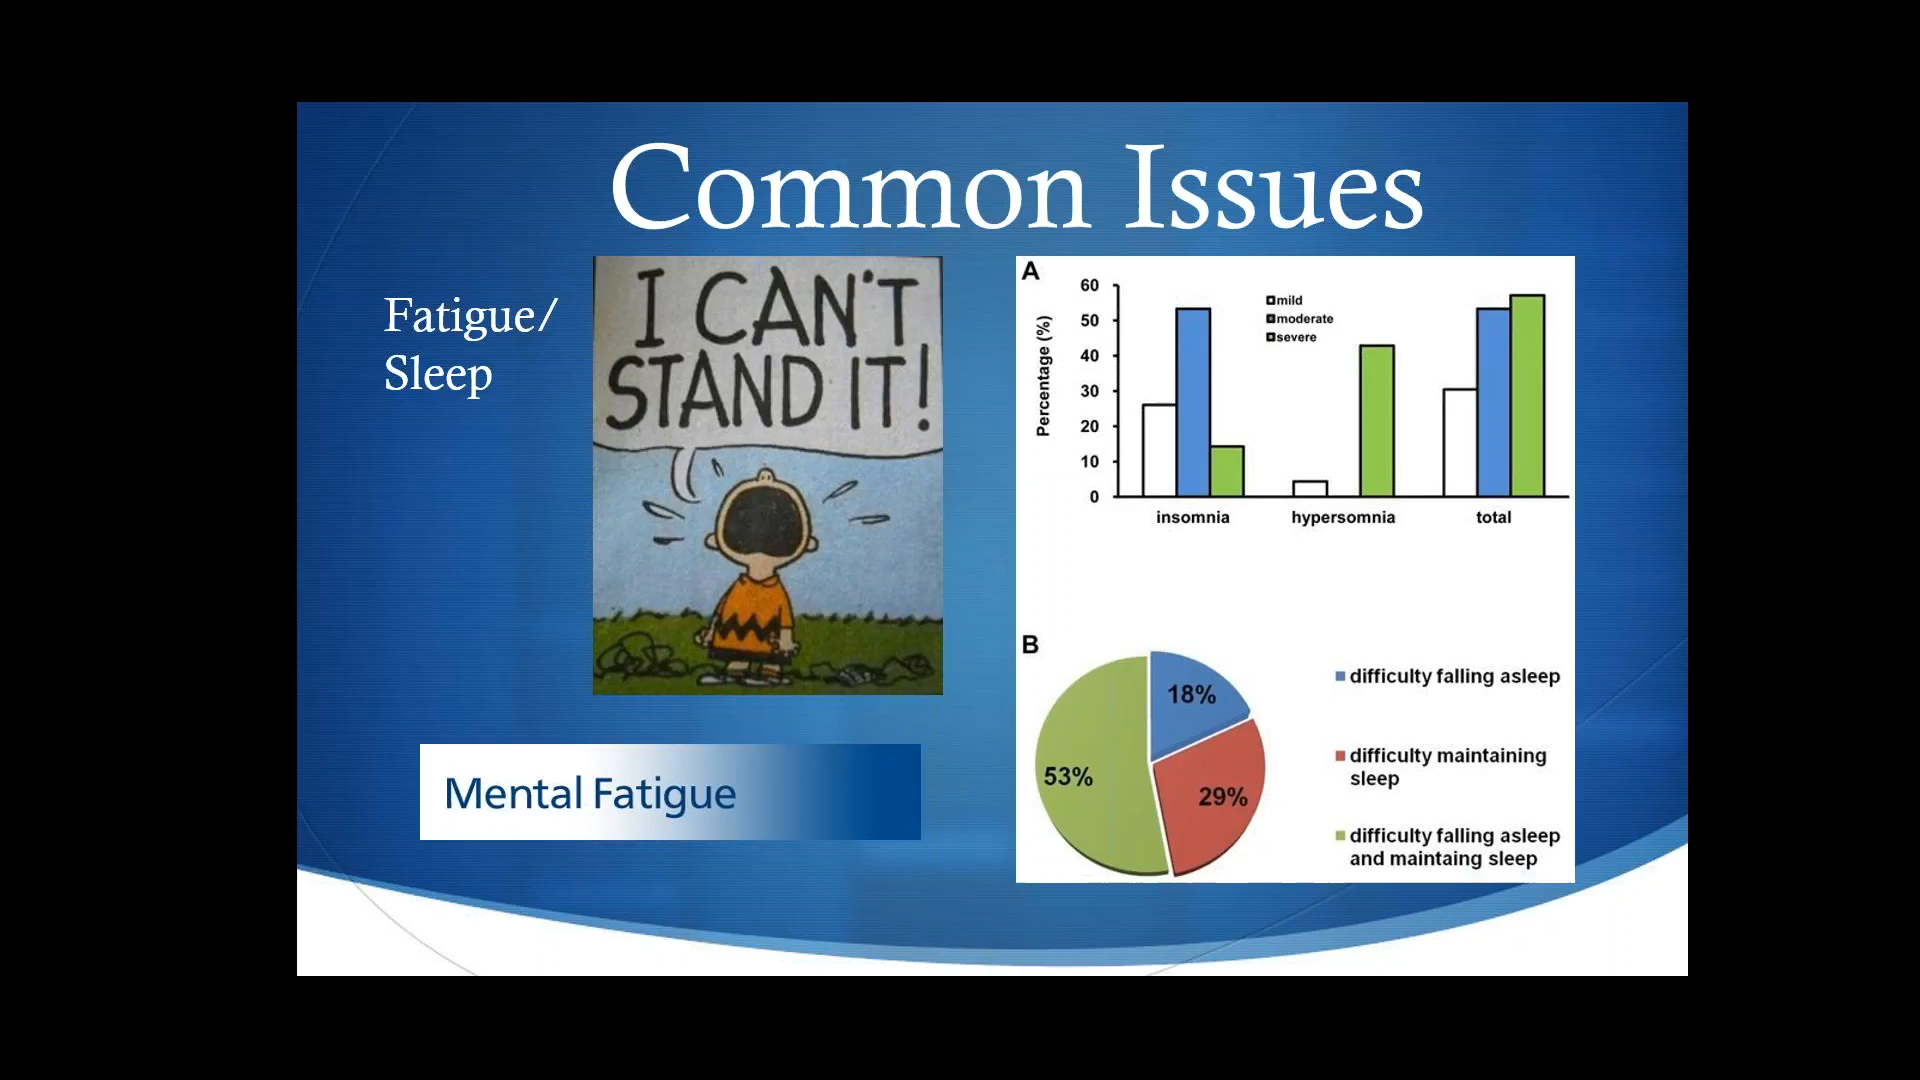 Common Issues
Fatigue/
Sleep
I CAN'T
STAND IT!
Mental Fatigue
A
Percentage (%)
60
50
40
30
20
10
0
mild
moderate
severe
insomnia
hypersomnia
total
B
18%
29%
53%
difficulty falling asleep
difficulty maintaining
sleep
difficulty falling asleep
and maintaing sleep